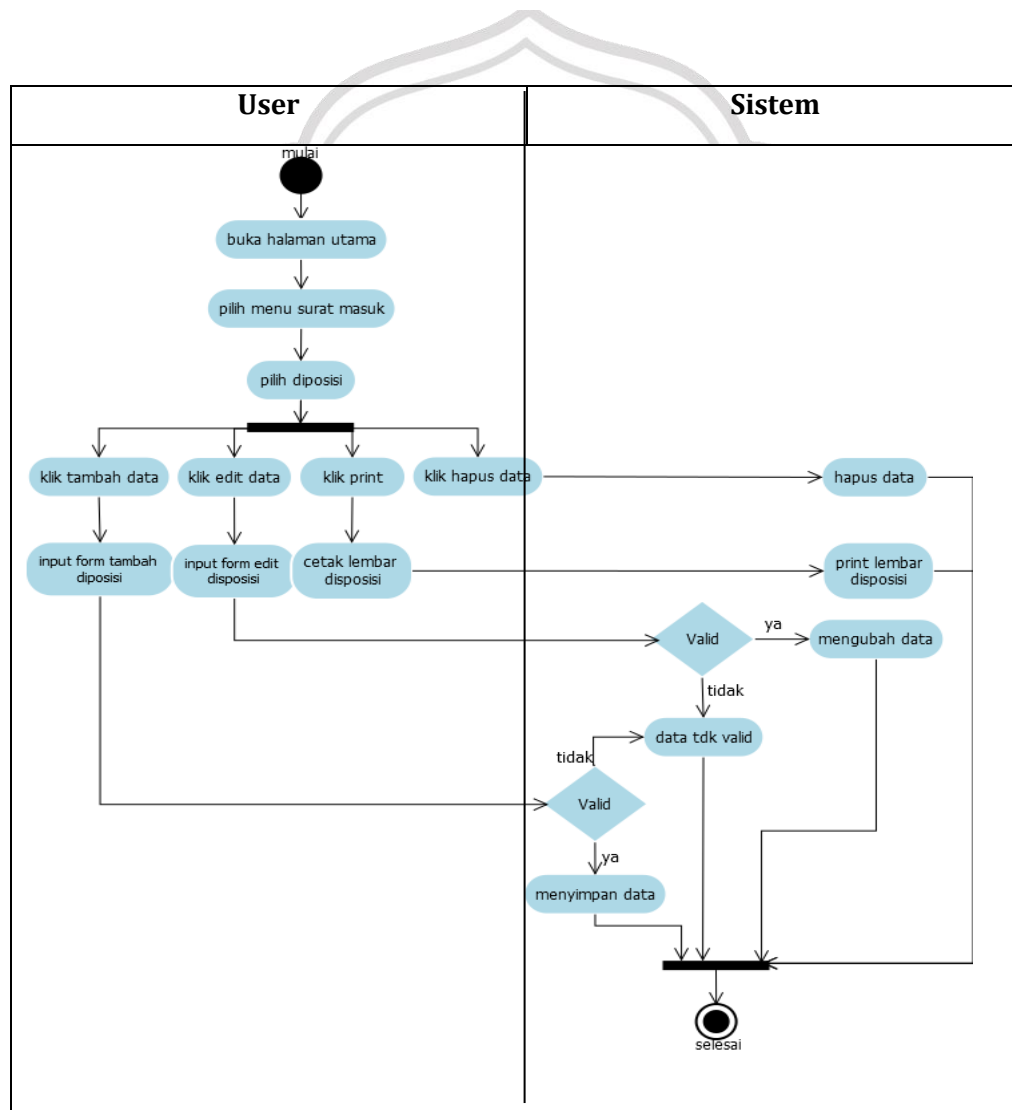 User
Sistem
mulai
buka halaman utama
pilih menu surat masuk
pilih diposisi
klik tambah data
klik edit data
klik print
klik hapus data
hapus data
input form tambah
diposisi
input form edit
disposisi
cetak lembar
disposisi
print lembar
disposisi
Valid
ya
mengubah data
tidak
data tdk valid
tidak
Valid
ya
menyimpan data
selesai